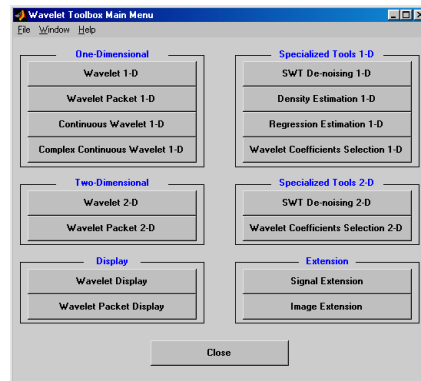 Wavelet Toolbox Main Menu
File Window Help
One-Dimensional
Wavelet 1-D
Wavelet Packet 1-D
Continuous Wavelet 1-D
Complex Continuous Wavelet 1-D
Specialized Tools 1-D
SWT De-noising 1-D
Density Estimation 1-D
Regression Estimation 1-D
Wavelet Coefficients Selection 1-D
Two-Dimensional
Wavelet 2-D
Wavelet Packet 2-D
Specialized Tools 2-D
SWT De-noising 2-D
Wavelet Coefficients Selection 2-D
Display
Wavelet Display
Wavelet Packet Display
Extension
Signal Extension
Image Extension
Close